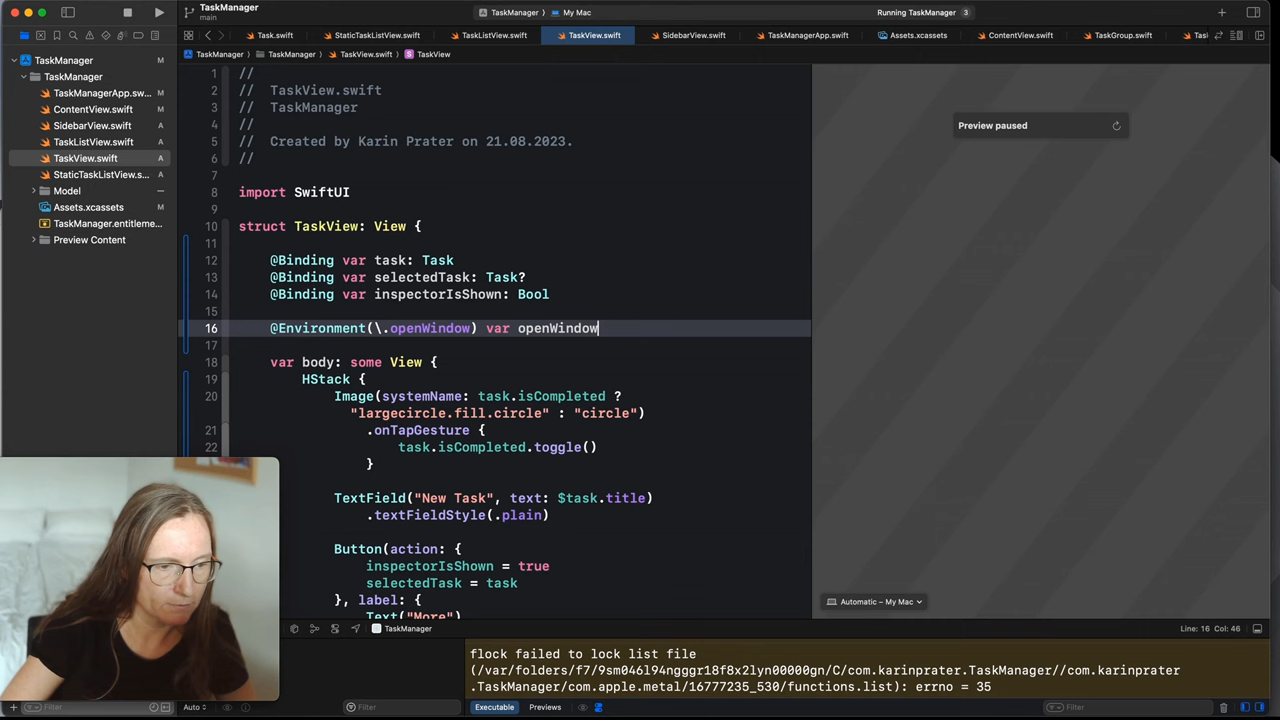 TaskManager
main
TaskManager
My Mac
Running TaskManager
3
Task.swift
StaticTaskListView.swift
TaskListView.swift
TaskView.swift
SidebarView.swift
TaskManagerApp.swift
Assets.xcassets
ContentView.swift
TaskGroup.swift
TaskManager
TaskManager
TaskView.swift
TaskView
TaskManager M
TaskManager
TaskManagerApp.sw... M
ContentView.swift M
SidebarView.swift A
TaskListView.swift A
TaskView.swift A
StaticTaskListView.s... A
Model
Assets.xcassets M
TaskManager.entitleme...
Preview Content
1 //
2 //  TaskView.swift
3 //  TaskManager
4 //
5 //  Created by Karin Prater on 21.08.2023.
6 //
7
8 import SwiftUI
9
10 struct TaskView: View {
11
12 @Binding var task: Task
13 @Binding var selectedTask: Task?
14 @Binding var inspectorIsShown: Bool
15
16 @Environment(\.openWindow) var openWindow
17
18 var body: some View {
19 HStack {
20 Image(systemName: task.isCompleted ?
"largecircle.fill.circle" : "circle")
21 .onTapGesture {
22 task.isCompleted.toggle()
}
TextField("New Task", text: $task.title)
.textFieldStyle(.plain)
Button(action: {
inspectorIsShown = true
selectedTask = task
}, label: {
Text("More")
Preview paused
Automatic – My Mac
TaskManager
Line: 16 Col: 46
flock failed to lock list file
(/var/folders/f7/9sm046l94ngggr18f8x2lyn00000gn/C/com.karinprater.TaskManager//com.karinprater
.TaskManager/com.apple.metal/16777235_530/functions.list): errno = 35
Filter
Auto
Filter
Executable
Previews
Filter